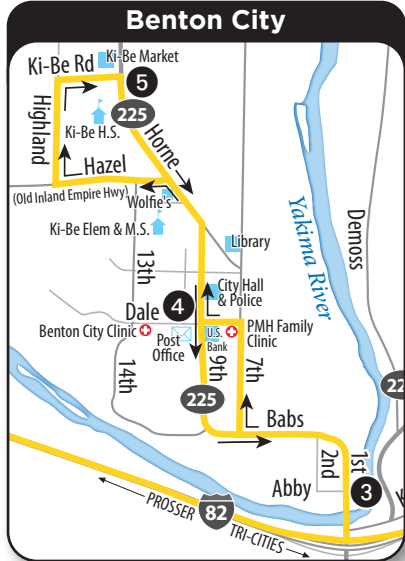 Benton City
Ki-Be Rd
Ki-Be Market
5
225
Highland
Ki-Be H.S.
Horne
Hazel
(Old Inland Empire Hwy)
Wolfie's
Ki-Be Elem & M.S.
Yakima River
Demoss
Library
13th
City Hall
& Police
Dale
4
Benton City Clinic
Post
Office
U.S.
Bank
PMH Family
Clinic
14th
9th
7th
225
Babs
1st
2nd
Abby
3
PROSSER
82
TRI-CITIES